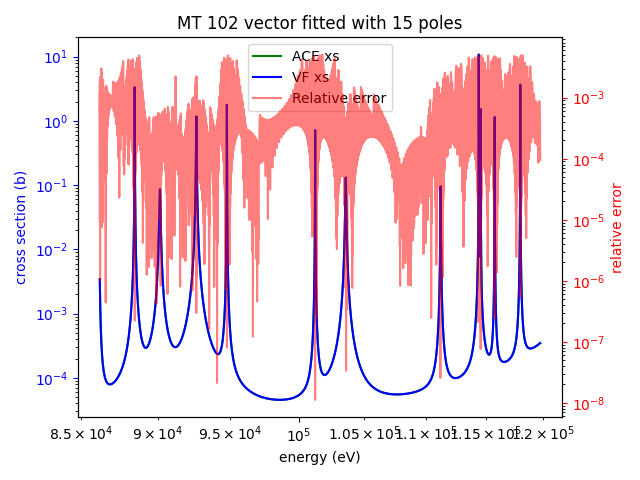 MT 102 vector fitted with 15 poles
ACE xs
VF xs
Relative error
cross section (b)
10¹
10⁰
10⁻¹
10⁻²
10⁻³
10⁻⁴
relative error
10⁻³
10⁻⁴
10⁻⁵
10⁻⁶
10⁻⁷
10⁻⁸
8.5 × 10⁴ 9 × 10⁴ 9.5 × 10⁴ 10⁵ 1.05 × 10⁵ 1.1 × 10⁵ 1.15 × 10⁵ 1.2 × 10⁵
energy (eV)